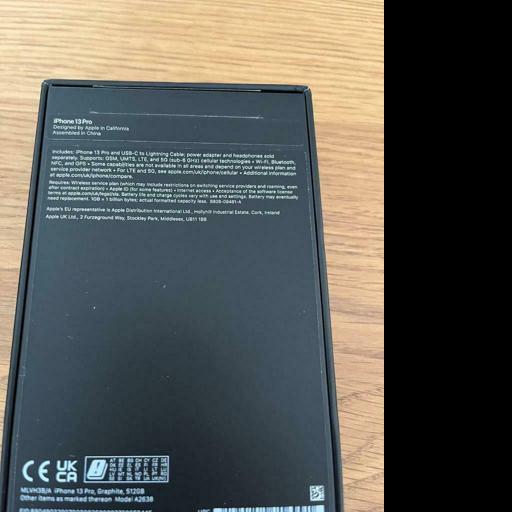 iPhone 13 Pro
Designed by Apple in California
Assembled in China
Includes: iPhone 13 Pro and USB-C to Lightning Cable; power adapter and headphones sold
separately. Supports: GSM, UMTS, LTE, and 5G (sub-6 GHz) cellular technologies • Wi-Fi, Bluetooth,
NFC, and GPS • Some capabilities are not available in all areas and depend on your wireless plan and
service provider network • For LTE and 5G, see apple.com/uk/iphone/cellular • Additional information
at apple.com/uk/iphone/compare.
Requires: Wireless service plan (which may include restrictions on switching service providers and roaming, even
after contract expiration) • Apple ID (for some features) • Internet access • Acceptance of the software license
terms at apple.com/legal/sla. Battery life and charge cycles vary with use and settings. Battery may eventually
need replacement. 1GB = 1 billion bytes; actual formatted capacity less. 
Apple's EU representative is Apple Distribution International Ltd., Hollyhill Industrial Estate, Cork, Ireland
Apple UK Ltd., 2 Furzeground Way, Stockley Park, Middlesex, UB11 1BB
CE UK CA
MLVH3B/A iPhone 13 Pro, Graphite, 512GB
Other items as marked thereon Model A2638
UPC